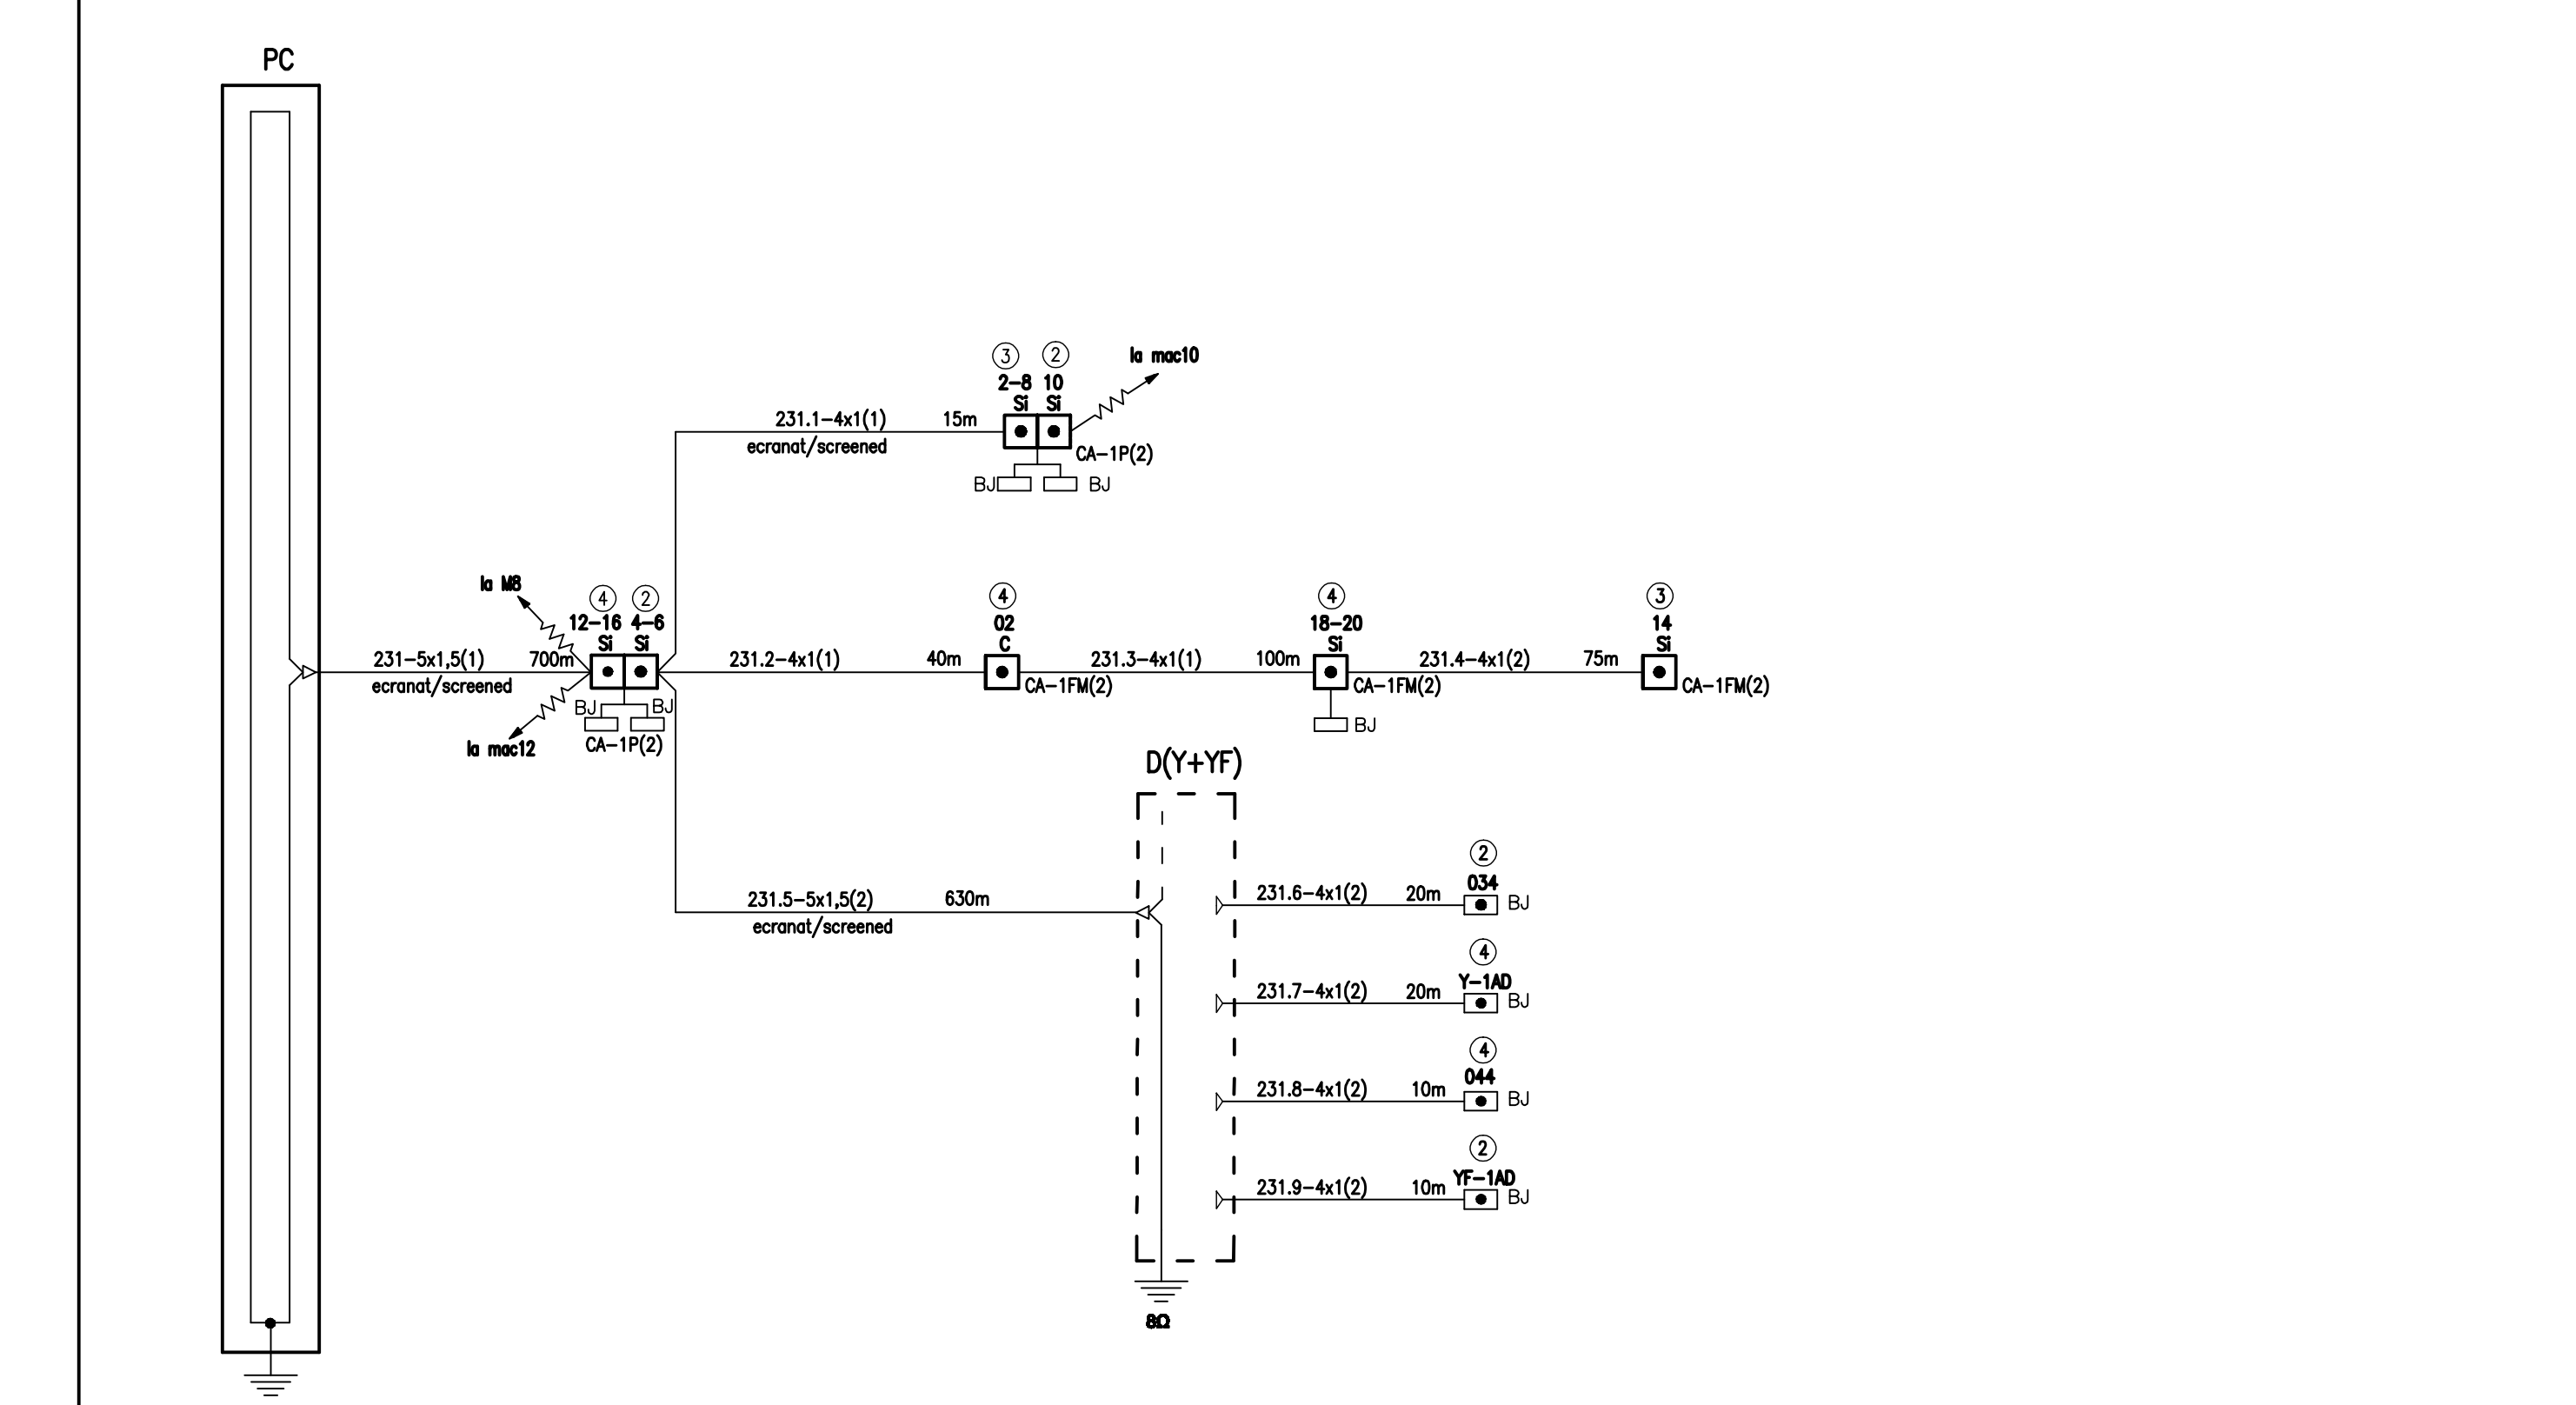 PC
la mac10
3 2
2-8 10
Si Si
231.1-4x1(1) 15m
ecranat/screened
CA-1P(2)
BJ BJ
la M8
4 2
12-16 4-6
Si Si
231-5x1,5(1) 700m
ecranat/screened
la mac12
BJ BJ
CA-1P(2)
231.2-4x1(1) 40m
4
02
C
CA-1FM(2)
231.3-4x1(1) 100m
4
18-20
Si
CA-1FM(2)
BJ
231.4-4x1(2) 75m
3
14
Si
CA-1FM(2)
D(Y+YF)
231.5-5x1,5(2) 630m
ecranat/screened
2
034
231.6-4x1(2) 20m BJ
4
Y-1AD
231.7-4x1(2) 20m BJ
4
044
231.8-4x1(2) 10m BJ
2
YF-1AD
231.9-4x1(2) 10m BJ
8Ω